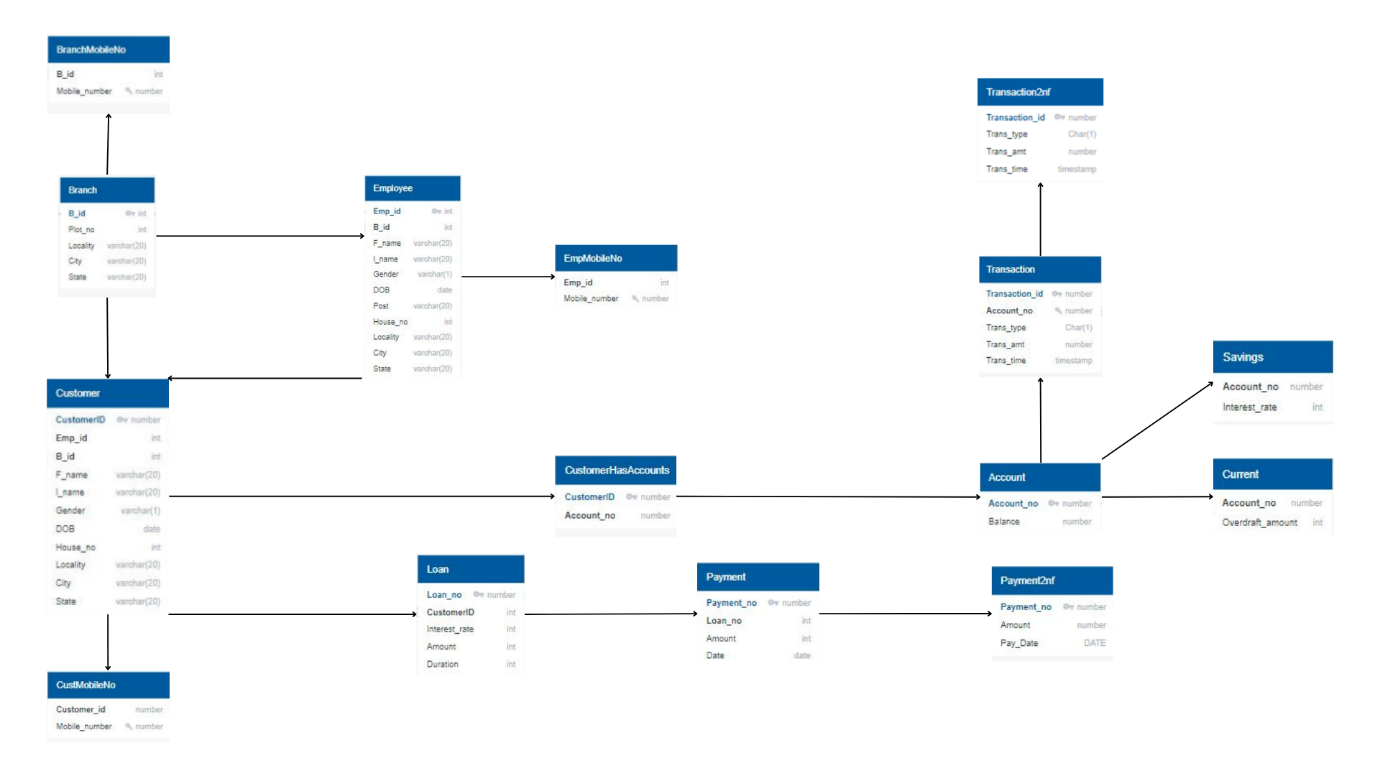 BranchMobileNo
B_id int
Mobile_number number
Branch
B_id int
Plot_no int
Locality varchar(20)
City varchar(20)
State varchar(20)
Employee
Emp_id int
B_id int
F_name varchar(20)
l_name varchar(20)
Gender varchar(1)
DOB date
Post varchar(20)
House_no int
Locality varchar(20)
City varchar(20)
State varchar(20)
EmpMobileNo
Emp_id int
Mobile_number number
Transaction2nf
Transaction_id number
Trans_type Char(1)
Trans_amt number
Trans_time timestamp
Transaction
Transaction_id number
Account_no number
Trans_type Char(1)
Trans_amt number
Trans_time timestamp
Savings
Account_no number
Interest_rate int
Customer
CustomerID number
Emp_id int
B_id int
F_name varchar(20)
l_name varchar(20)
Gender varchar(1)
DOB date
House_no int
Locality varchar(20)
City varchar(20)
State varchar(20)
CustomerHasAccounts
CustomerID number
Account_no number
Account
Account_no number
Balance number
Current
Account_no number
Overdraft_amount int
Loan
Loan_no number
CustomerID int
Interest_rate int
Amount int
Duration int
Payment
Payment_no number
Loan_no int
Amount int
Date date
Payment2nf
Payment_no number
Amount number
Pay_Date DATE
CustMobileNo
Customer_id number
Mobile_number number